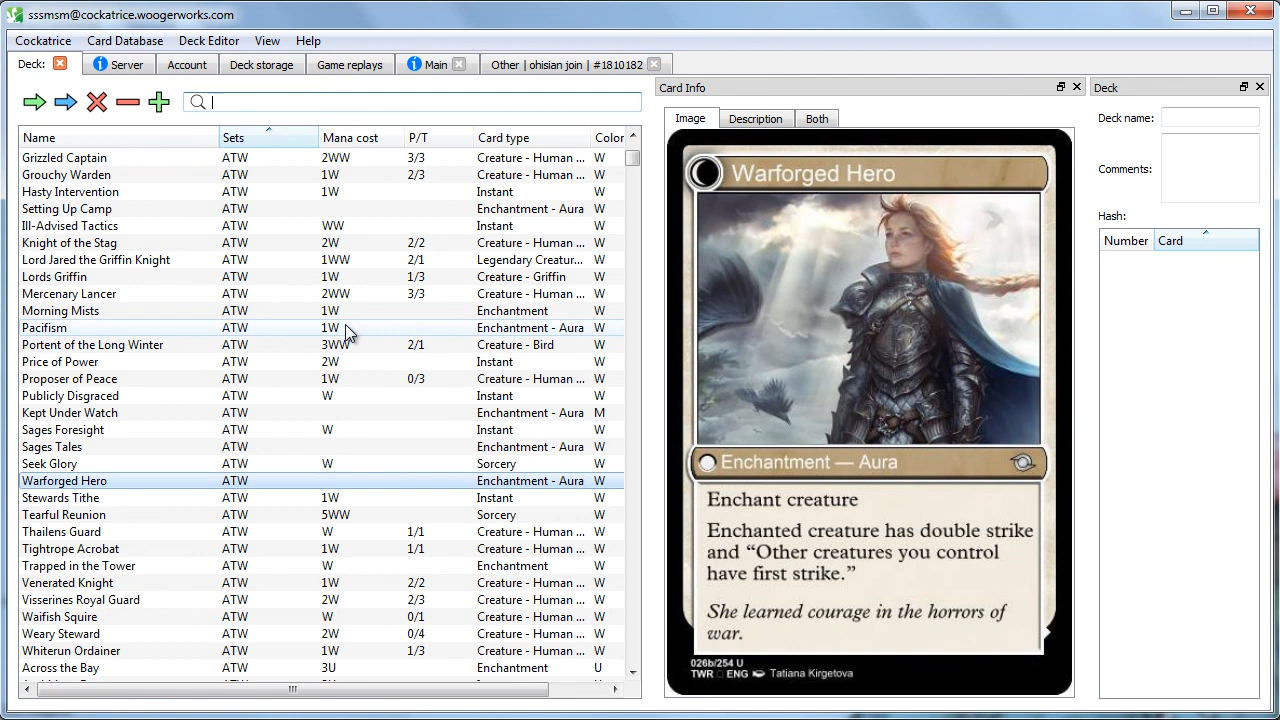 sssmsm@cockatrice.woogerworks.com
Cockatrice Card Database Deck Editor View Help
Deck: Server Account Deck storage Game replays Main Other | ohisian join | #1810182
Card Info
Deck
Image Description Both
Deck name:
Comments:
Hash:
Number Card
Name Sets Mana cost P/T Card type Color
Grizzled Captain ATW 2WW 3/3 Creature - Human ... W
Grouchy Warden ATW 1W 2/3 Creature - Human ... W
Hasty Intervention ATW 1W Instant W
Setting Up Camp ATW Enchantment - Aura W
Ill-Advised Tactics ATW WW Instant W
Knight of the Stag ATW 2W 2/2 Creature - Human ... W
Lord Jared the Griffin Knight ATW 1WW 2/1 Legendary Creatur... W
Lords Griffin ATW 1W 1/3 Creature - Griffin W
Mercenary Lancer ATW 2WW 3/3 Creature - Human ... W
Morning Mists ATW 1W Enchantment W
Pacifism ATW 1W Enchantment - Aura W
Portent of the Long Winter ATW 3WW 2/1 Creature - Bird W
Price of Power ATW 2W Instant W
Proposer of Peace ATW 1W 0/3 Creature - Human ... W
Publicly Disgraced ATW W Instant W
Kept Under Watch ATW Enchantment - Aura M
Sages Foresight ATW W Instant W
Sages Tales ATW Enchantment - Aura W
Seek Glory ATW W Sorcery W
Warforged Hero ATW Enchantment - Aura W
Stewards Tithe ATW 1W Instant W
Tearful Reunion ATW 5WW Sorcery W
Thailens Guard ATW W 1/1 Creature - Human ... W
Tightrope Acrobat ATW 1W 1/1 Creature - Human ... W
Trapped in the Tower ATW W Enchantment W
Venerated Knight ATW 1W 2/2 Creature - Human ... W
Visserines Royal Guard ATW 2W 2/3 Creature - Human ... W
Waifish Squire ATW W 0/1 Creature - Human ... W
Weary Steward ATW 2W 0/4 Creature - Human ... W
Whiterun Ordainer ATW 1W 1/3 Creature - Human ... W
Across the Bay ATW 3U Enchantment U
Warforged Hero
Enchantment — Aura
Enchant creature
Enchanted creature has double strike
and “Other creatures you control
have first strike.”
She learned courage in the horrors of
war.
026b/254 U
TWR ENG Tatiana Kirgetova